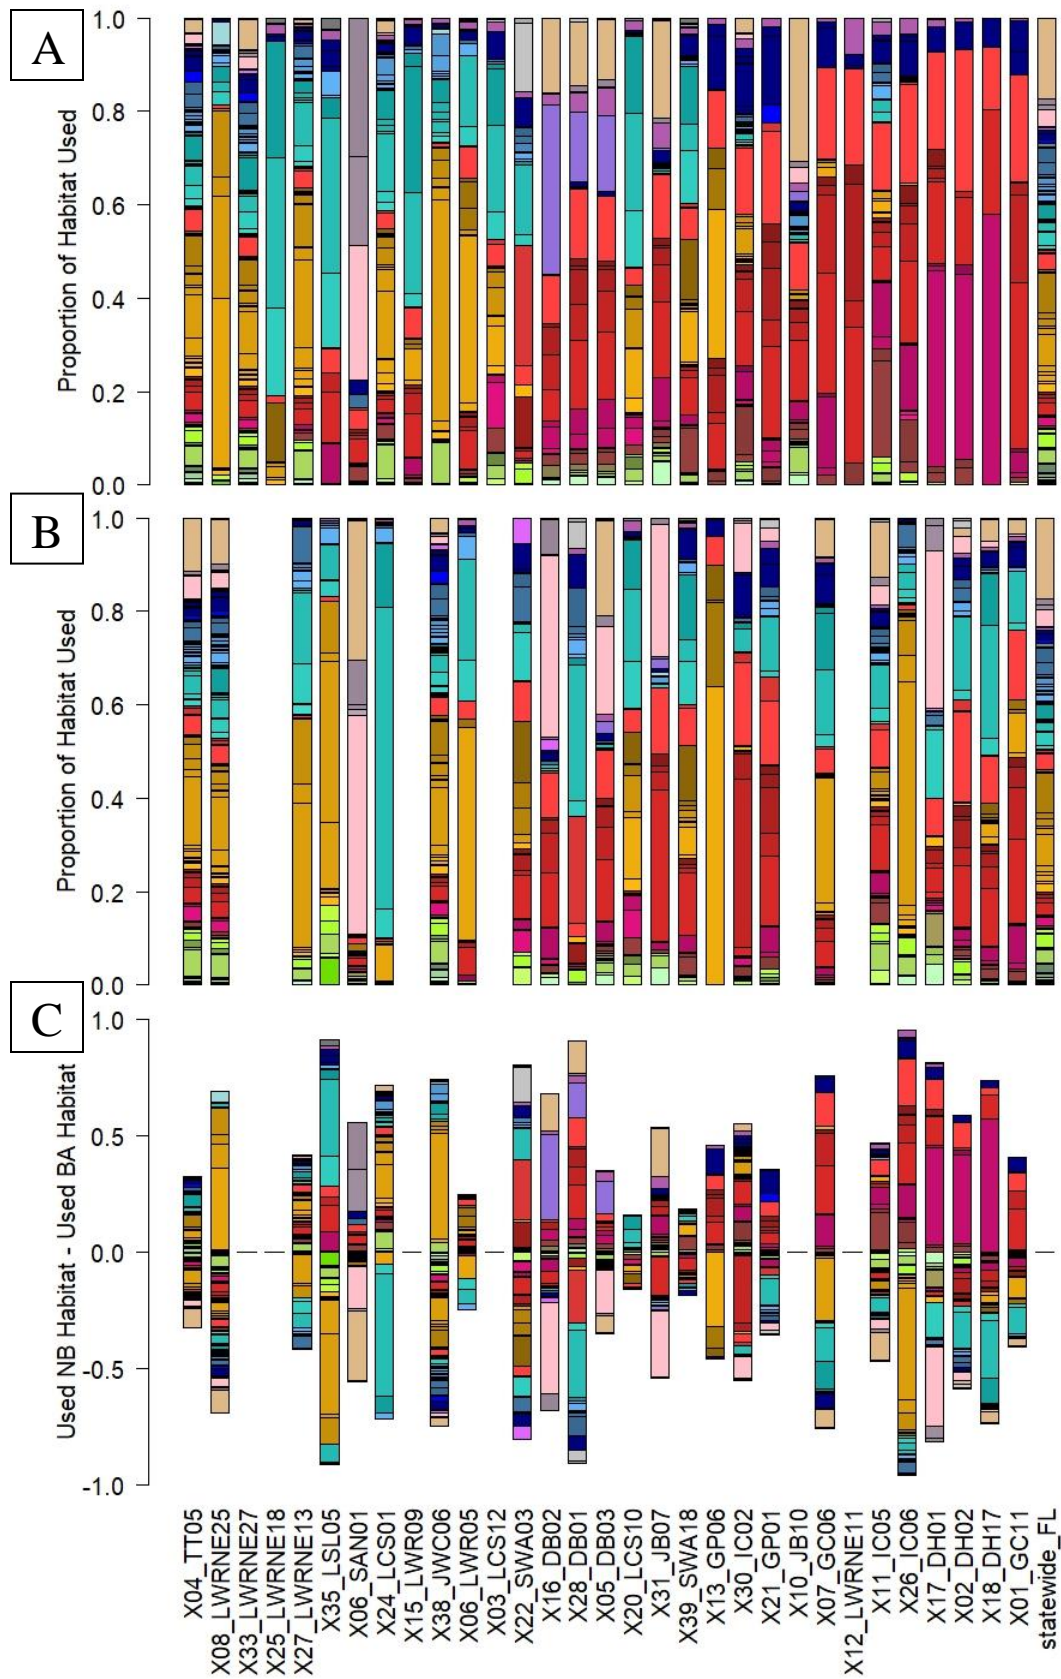 A
1.0
0.8
0.6
0.4
0.2
0.0
Proportion of Habitat Used
B
1.0
0.8
0.6
0.4
0.2
0.0
Proportion of Habitat Used
C
1.0
0.5
0.0
-0.5
-1.0
Used NB Habitat - Used BA Habitat
X04_TT05
X08_LWRNE25
X33_LWRNE27
X25_LWRNE18
X27_LWRNE13
X35_LSL05
X06_SAN01
X24_LCS01
X15_LWR09
X38_JWC06
X06_LWR05
X03_LCS12
X22_SWA03
X16_DB02
X28_DB01
X05_DB03
X20_LCS10
X31_JB07
X39_SWA18
X13_GP06
X30_IC02
X21_GP01
X10_JB10
X07_GC06
X12_LWRNE11
X11_IC05
X26_IC06
X17_DH01
X02_DH02
X18_DH17
X01_GC11
statewide_FL